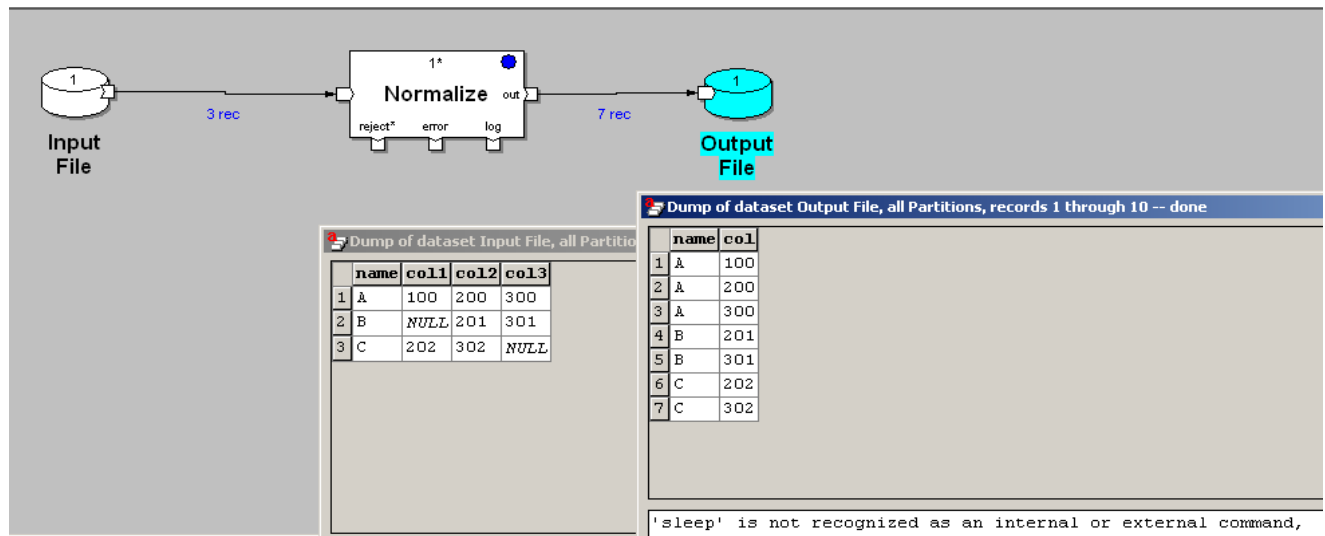 1
1*
1
Normalize
out
3 rec
7 rec
reject*
error
log
Input
File
Output
File
Dump of dataset Output File, all Partitions, records 1 through 10 -- done
name col
1 A 100
2 A 200
3 A 300
4 B 201
5 B 301
6 C 202
7 C 302
Dump of dataset Input File, all Partitio
name col1 col2 col3
1 A 100 200 300
2 B NULL 201 301
3 C 202 302 NULL
'sleep' is not recognized as an internal or external command,